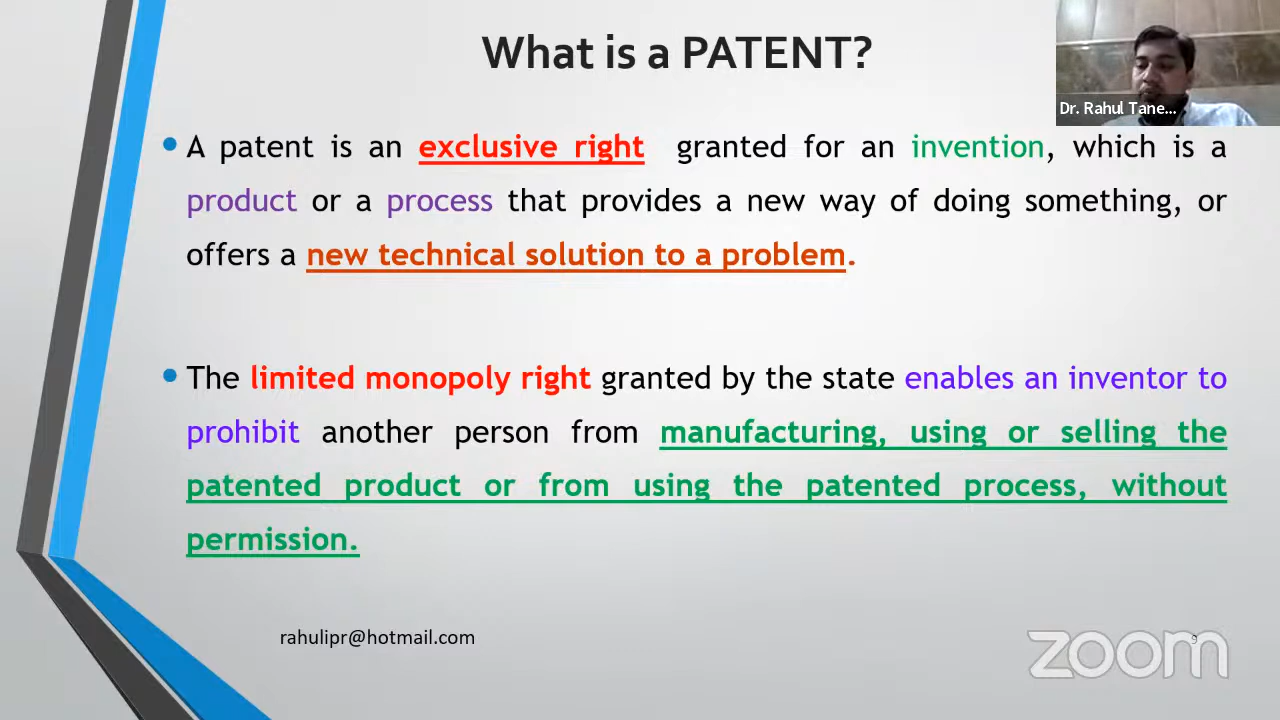 What is a PATENT?
Dr. Rahul Tane...
• A patent is an exclusive right granted for an invention, which is a
product or a process that provides a new way of doing something, or
offers a new technical solution to a problem.
• The limited monopoly right granted by the state enables an inventor to
prohibit another person from manufacturing, using or selling the
patented product or from using the patented process, without
permission.
rahulipr@hotmail.com
9
zoom